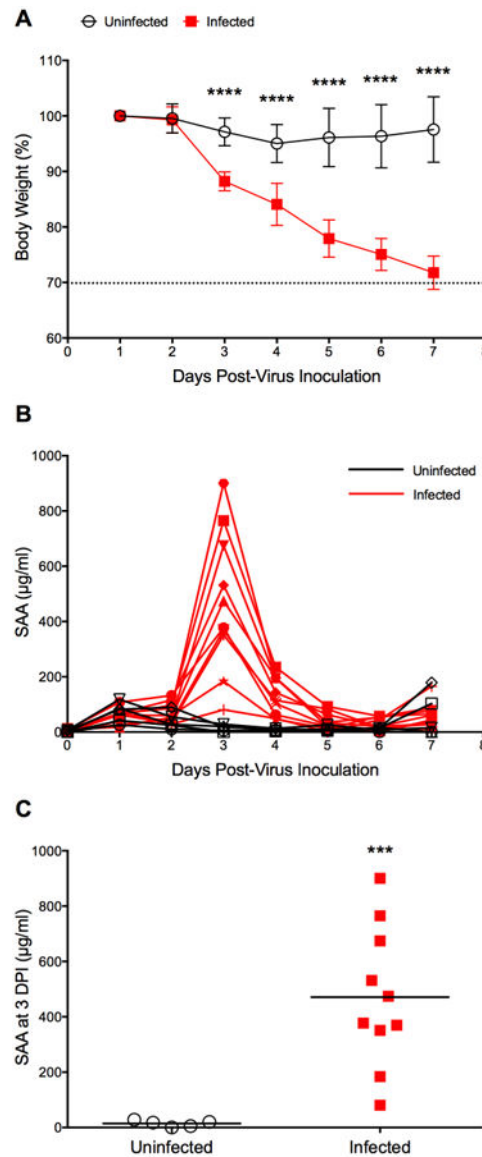 A
Uninfected Infected
**** **** **** **** ****
110
100
90
80
70
60
Body Weight (%)
0 1 2 3 4 5 6 7 8
Days Post-Virus Inoculation
B
1000
800
600
400
200
0
SAA (µg/ml)
Uninfected
Infected
0 1 2 3 4 5 6 7 8
Days Post-Virus Inoculation
C
1000
800
600
400
200
0
SAA at 3 DPI (µg/ml)
***
Uninfected Infected